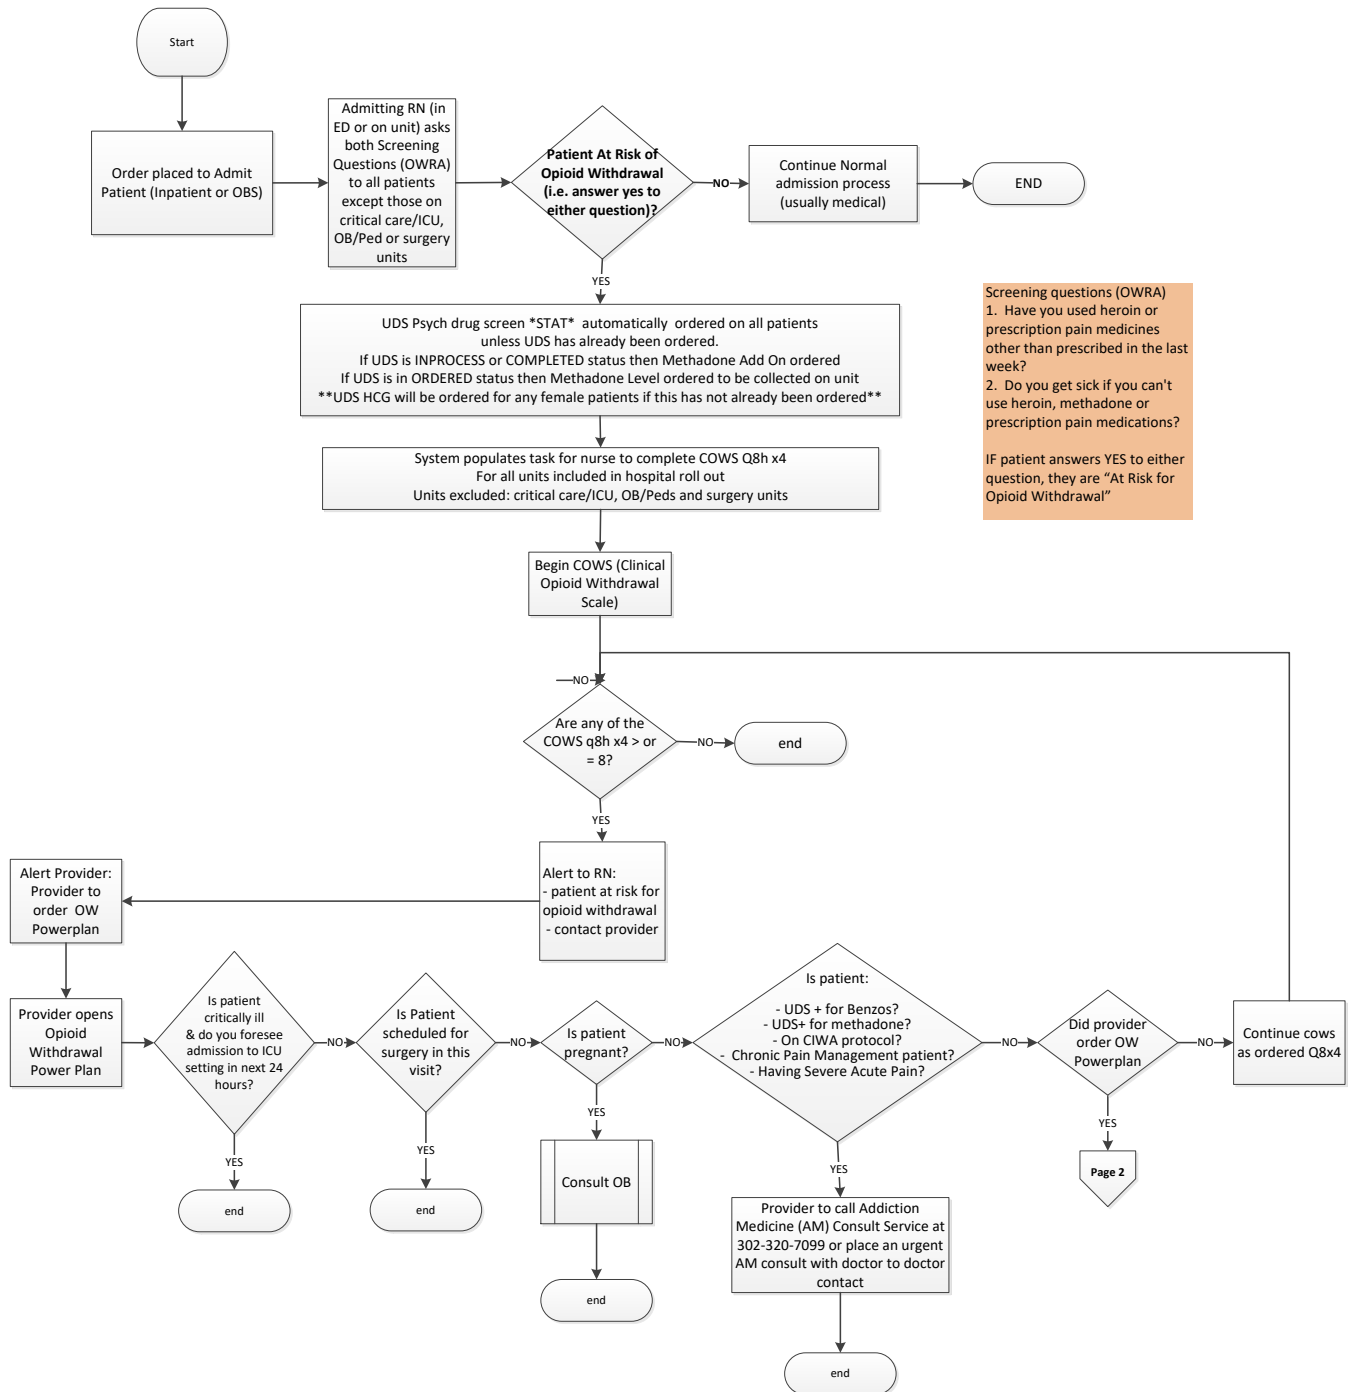 Start
Order placed to Admit
Patient (Inpatient or OBS)
Admitting RN (in
ED or on unit) asks
both Screening
Questions (OWRA)
to all patients
except those on
critical care/ICU,
OB/Ped or surgery
units
Patient At Risk of
Opioid Withdrawal
(i.e. answer yes to
either question)?
NO
Continue Normal
admission process
(usually medical)
END
YES
UDS Psych drug screen *STAT*  automatically  ordered on all patients
unless UDS has already been ordered.
If UDS is INPROCESS or COMPLETED status then Methadone Add On ordered
If UDS is in ORDERED status then Methadone Level ordered to be collected on unit
**UDS HCG will be ordered for any female patients if this has not already been ordered**
Screening questions (OWRA)
1.  Have you used heroin or
prescription pain medicines
other than prescribed in the last
week?
2.  Do you get sick if you can't
use heroin, methadone or
prescription pain medications?
IF patient answers YES to either
question, they are “At Risk for
Opioid Withdrawal”
System populates task for nurse to complete COWS Q8h x4
For all units included in hospital roll out
Units excluded: critical care/ICU, OB/Peds and surgery units
Begin COWS (Clinical
Opioid Withdrawal
Scale)
NO
Are any of the
COWS q8h x4 > or
= 8?
NO
end
YES
Alert to RN:
- patient at risk for
opioid withdrawal
- contact provider
Alert Provider:
Provider to
order  OW
Powerplan
Provider opens
Opioid
Withdrawal
Power Plan
Is patient
critically ill
& do you foresee
admission to ICU
setting in next 24
hours?
NO
YES
end
Is Patient
scheduled for
surgery in this
visit?
NO
YES
end
Is patient
pregnant?
NO
YES
Consult OB
end
Is patient:
- UDS + for Benzos?
- UDS+ for methadone?
- On CIWA protocol?
- Chronic Pain Management patient?
- Having Severe Acute Pain?
NO
YES
Provider to call Addiction
Medicine (AM) Consult Service at
302-320-7099 or place an urgent
AM consult with doctor to doctor
contact
end
Did provider
order OW
Powerplan
NO
YES
Page 2
Continue cows
as ordered Q8x4